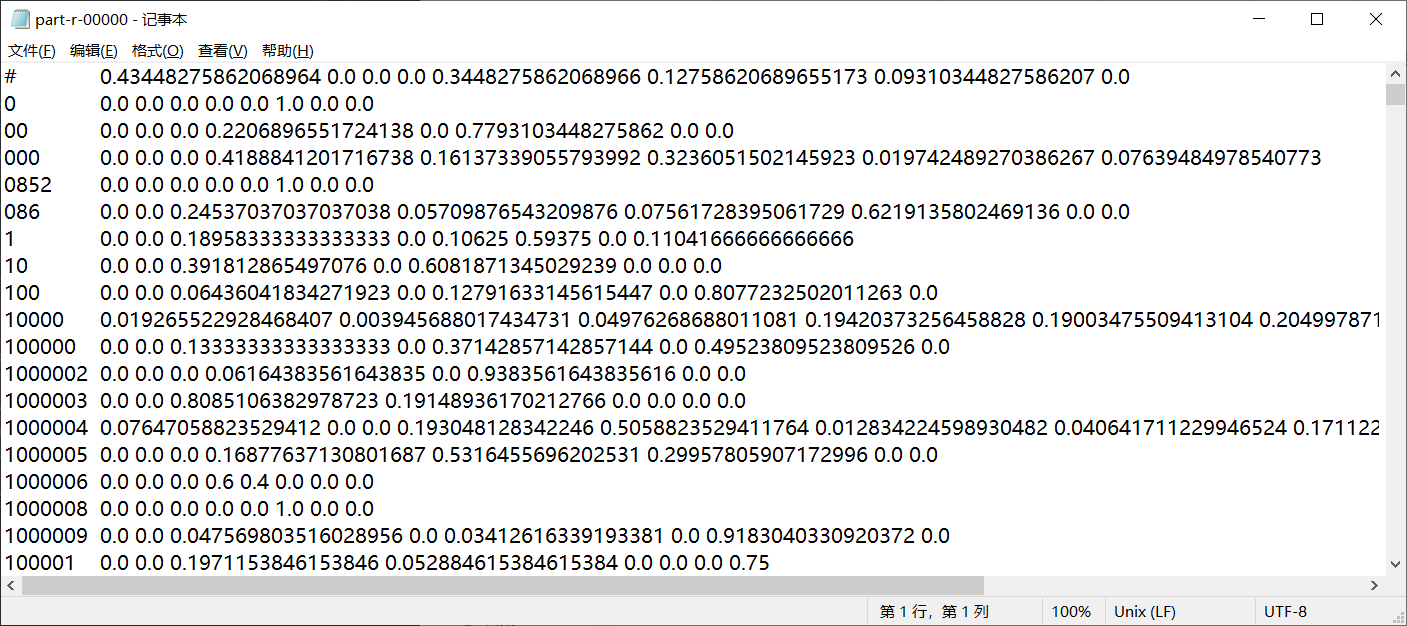 part-r-00000 - 记事本
文件(F) 编辑(E) 格式(O) 查看(V) 帮助(H)
# 0.43448275862068964 0.0 0.0 0.0 0.3448275862068966 0.12758620689655173 0.09310344827586207 0.0
0 0.0 0.0 0.0 0.0 0.0 1.0 0.0 0.0
00 0.0 0.0 0.0 0.2206896551724138 0.0 0.7793103448275862 0.0 0.0
000 0.0 0.0 0.0 0.4188841201716738 0.16137339055793992 0.3236051502145923 0.019742489270386267 0.07639484978540773
0852 0.0 0.0 0.0 0.0 0.0 1.0 0.0 0.0
086 0.0 0.0 0.24537037037037038 0.05709876543209876 0.07561728395061729 0.6219135802469136 0.0 0.0
1 0.0 0.0 0.18958333333333333 0.0 0.10625 0.59375 0.0 0.11041666666666666
10 0.0 0.0 0.391812865497076 0.0 0.6081871345029239 0.0 0.0 0.0
100 0.0 0.0 0.06436041834271923 0.0 0.12791633145615447 0.0 0.8077232502011263 0.0
10000 0.019265522928468407 0.003945688017434731 0.04976268688011081 0.19420373256458828 0.19003475509413104 0.204997871
100000 0.0 0.0 0.13333333333333333 0.0 0.37142857142857144 0.0 0.49523809523809526 0.0
1000002 0.0 0.0 0.0 0.06164383561643835 0.0 0.9383561643835616 0.0 0.0
1000003 0.0 0.0 0.8085106382978723 0.19148936170212766 0.0 0.0 0.0 0.0
1000004 0.07647058823529412 0.0 0.0 0.193048128342246 0.5058823529411764 0.012834224598930482 0.040641711229946524 0.171122
1000005 0.0 0.0 0.0 0.16877637130801687 0.5316455696202531 0.29957805907172996 0.0 0.0
1000006 0.0 0.0 0.0 0.6 0.4 0.0 0.0 0.0
1000008 0.0 0.0 0.0 0.0 0.0 1.0 0.0 0.0
1000009 0.0 0.0 0.047569803516028956 0.0 0.03412616339193381 0.0 0.9183040330920372 0.0
100001 0.0 0.0 0.1971153846153846 0.052884615384615384 0.0 0.0 0.0 0.75
第 1 行，第 1 列 100% Unix (LF) UTF-8